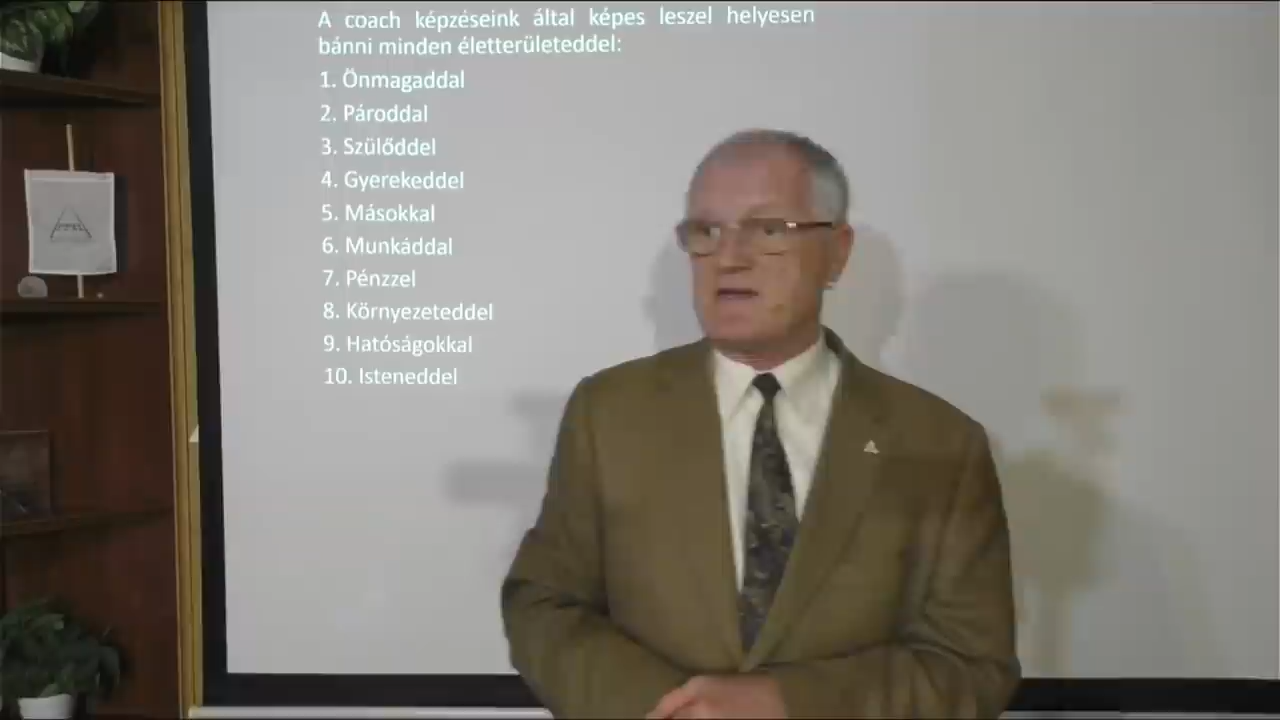 A coach képzéseink által képes leszel helyesen
bánni minden életterületeddel:
1. Önmagaddal
2. Pároddal
3. Szülőddel
4. Gyerekeddel
5. Másokkal
6. Munkáddal
7. Pénzzel
8. Környezeteddel
9. Hatóságokkal
10. Isteneddel